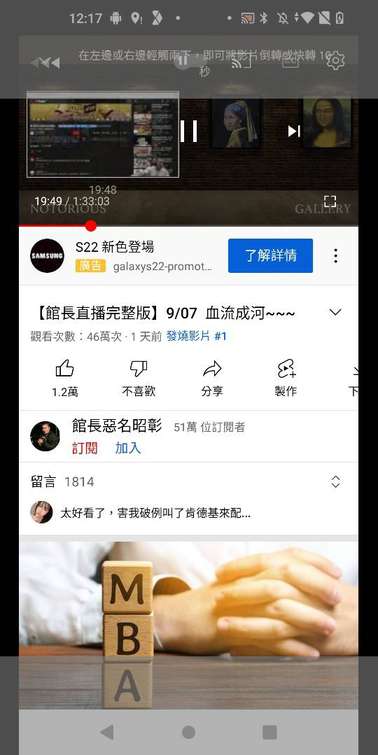 12:17
在左邊或右邊輕觸兩下，即可將影片倒轉或快轉 10
秒
19:48
19:49 / 1:33:03
NOTORIOUS
GALLERY
SAMSUNG
S22 新色登場
廣告
galaxys22-promot...
了解詳情
【館長直播完整版】9/07 血流成河~~~
觀看次數：46萬次 · 1 天前 發燒影片 #1
1.2萬
不喜歡
分享
製作
下
館長惡名昭彰
51萬 位訂閱者
訂閱
加入
留言 1814
太好看了，害我破例叫了肯德基來配...
M
B
A